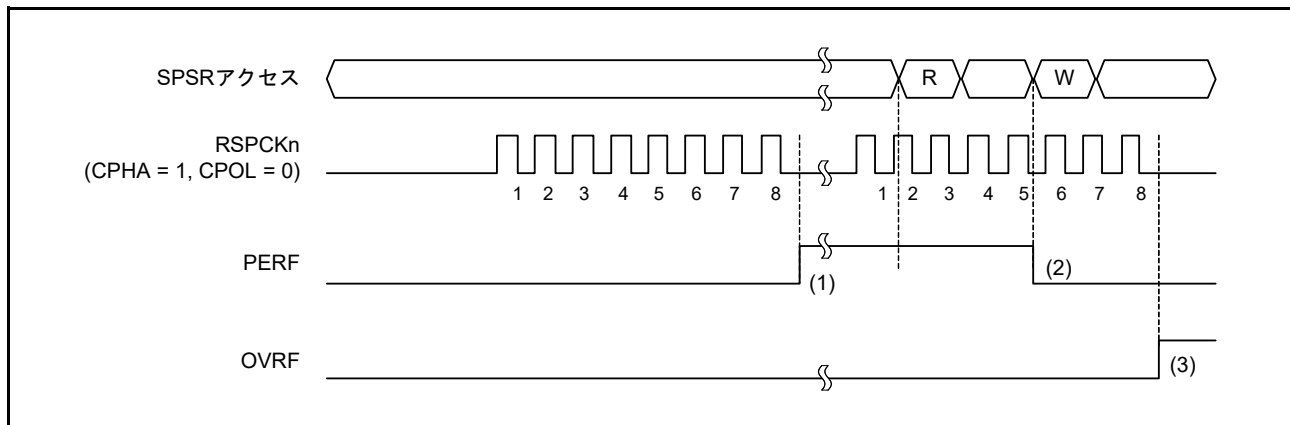 SPSRアクセス
R
W
RSPCKn
(CPHA = 1, CPOL = 0)
1 2 3 4 5 6 7 8 1 2 3 4 5 6 7 8
PERF
(1)
(2)
OVRF
(3)